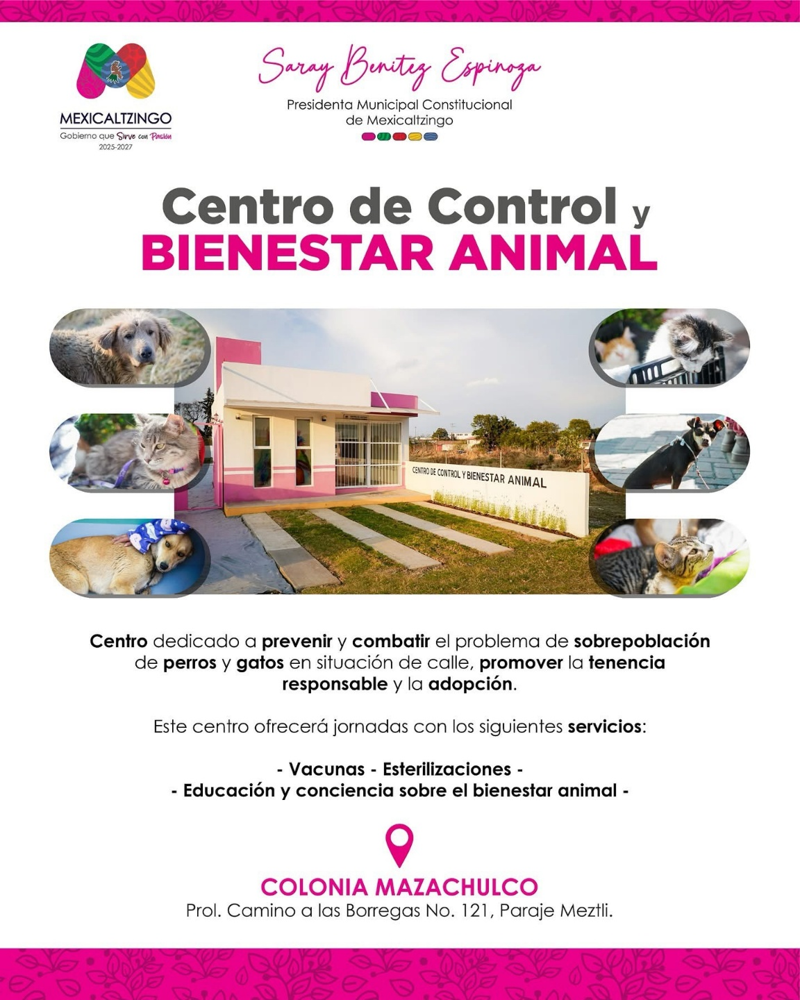 MEXICALTZINGO
Gobierno que Sirve con Pasión
2025-2027
Saray Benitez Espinoza
Presidenta Municipal Constitucional
de Mexicaltzingo
Centro de Control y
BIENESTAR ANIMAL
CENTRO DE CONTROL Y BIENESTAR ANIMAL
Centro dedicado a prevenir y combatir el problema de sobrepoblación
de perros y gatos en situación de calle, promover la tenencia
responsable y la adopción.
Este centro ofrecerá jornadas con los siguientes servicios:
- Vacunas - Esterilizaciones -
- Educación y conciencia sobre el bienestar animal -
COLONIA MAZACHULCO
Prol. Camino a las Borregas No. 121, Paraje Meztli.